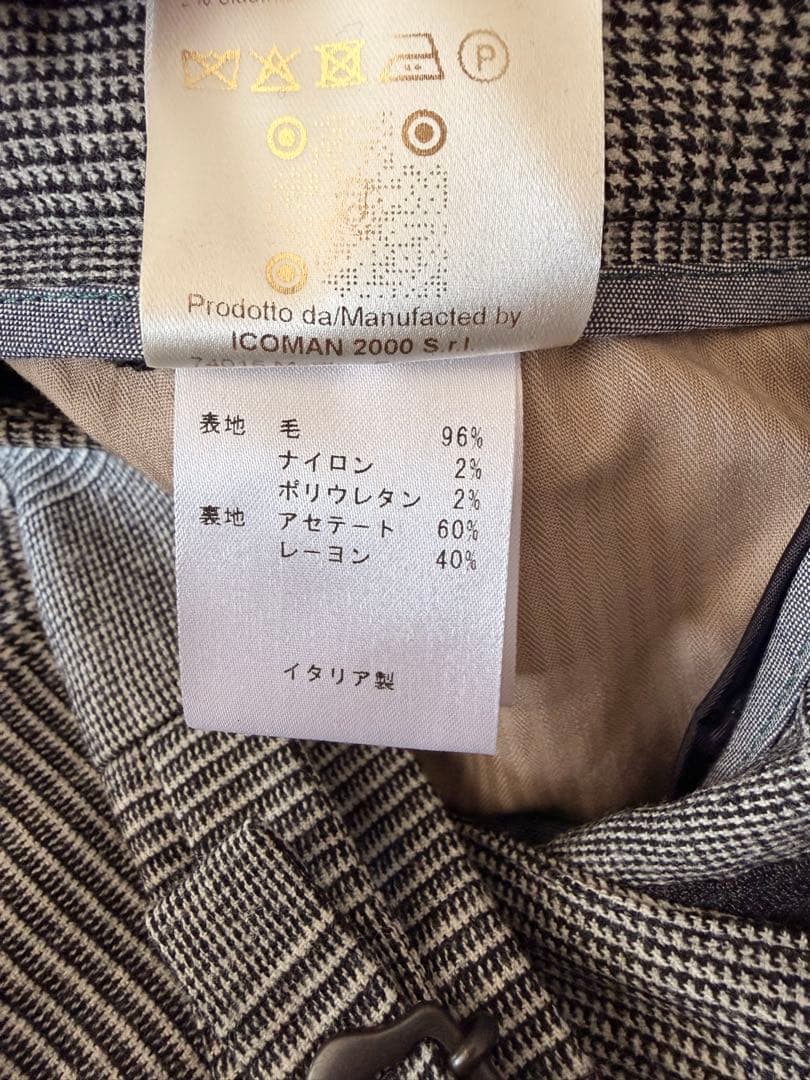 P
Prodotto da/Manufacted by
ICOMAN 2000 S.r.l.
表地 毛 96%
ナイロン 2%
ポリウレタン 2%
裏地 アセテート 60%
レーヨン 40%
イタリア製